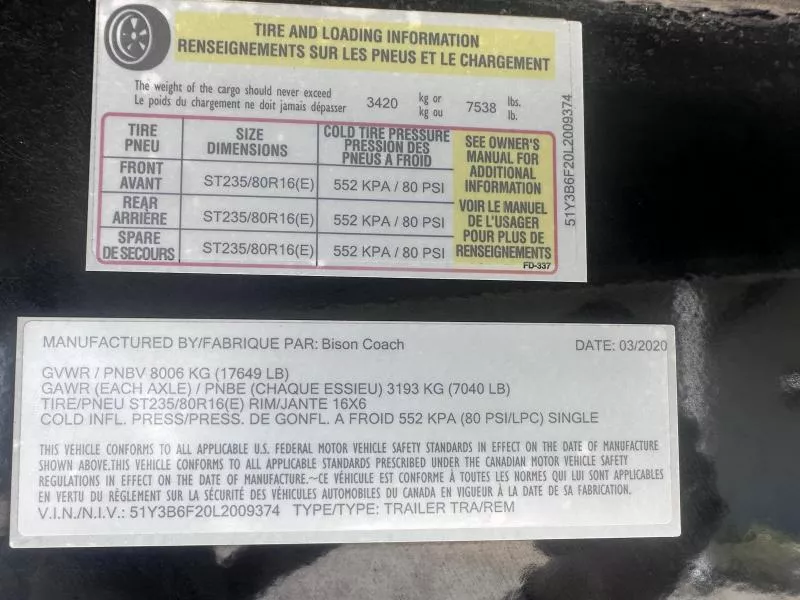 TIRE AND LOADING INFORMATION
RENSEIGNEMENTS SUR LES PNEUS ET LE CHARGEMENT
The weight of the cargo should never exceed 3420 kg or 7538 lbs.
Le poids du chargement ne doit jamais dépasser kg ou lb.
TIRE PNEU SIZE DIMENSIONS COLD TIRE PRESSURE PRESSION DES PNEUS A FROID
FRONT AVANT ST235/80R16(E) 552 KPA / 80 PSI
REAR ARRIÈRE ST235/80R16(E) 552 KPA / 80 PSI
SPARE DE SECOURS ST235/80R16(E) 552 KPA / 80 PSI
SEE OWNER'S
MANUAL FOR
ADDITIONAL
INFORMATION
VOIR LE MANUEL
DE L'USAGER
POUR PLUS DE
RENSEIGNEMENTS
FD-337
51Y3B6F20L2009374
MANUFACTURED BY/FABRIQUE PAR: Bison Coach DATE: 03/2020
GVWR / PNBV 8006 KG (17649 LB)
GAWR (EACH AXLE) / PNBE (CHAQUE ESSIEU) 3193 KG (7040 LB)
TIRE/PNEU ST235/80R16(E) RIM/JANTE 16X6
COLD INFL. PRESS/PRESS. DE GONFL. A FROID 552 KPA (80 PSI/LPC) SINGLE
THIS VEHICLE CONFORMS TO ALL APPLICABLE U.S. FEDERAL MOTOR VEHICLE SAFETY STANDARDS IN EFFECT ON THE DATE OF MANUFACTURE
SHOWN ABOVE.THIS VEHICLE CONFORMS TO ALL APPLICABLE STANDARDS PRESCRIBED UNDER THE CANADIAN MOTOR VEHICLE SAFETY
REGULATIONS IN EFFECT ON THE DATE OF MANUFACTURE.~CE VÉHICULE EST CONFORME À TOUTES LES NORMES QUI LUI SONT APPLICABLES
EN VERTU DU RÈGLEMENT SUR LA SÉCURITÉ DES VÉHICULES AUTOMOBILES DU CANADA EN VIGUEUR À LA DATE DE SA FABRICATION.
V.I.N./N.I.V.: 51Y3B6F20L2009374 TYPE/TYPE: TRAILER TRA/REM